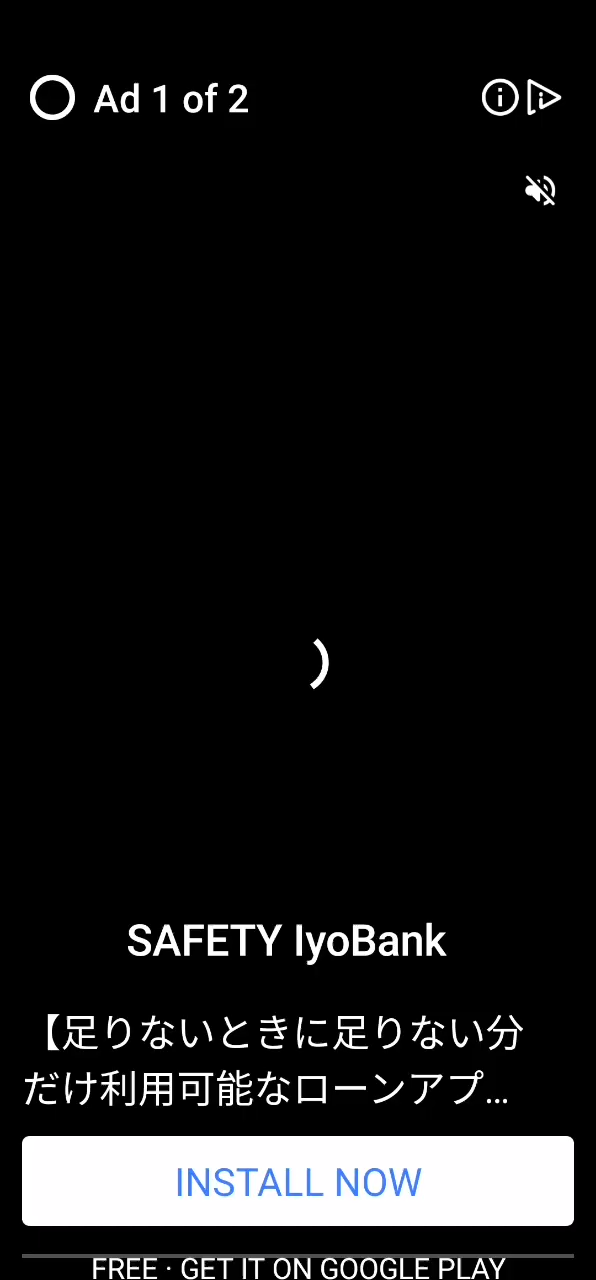 Ad 1 of 2
SAFETY IyoBank
【足りないときに足りない分
だけ利用可能なローンアプ...
INSTALL NOW
FREE · GET IT ON GOOGLE PLAY